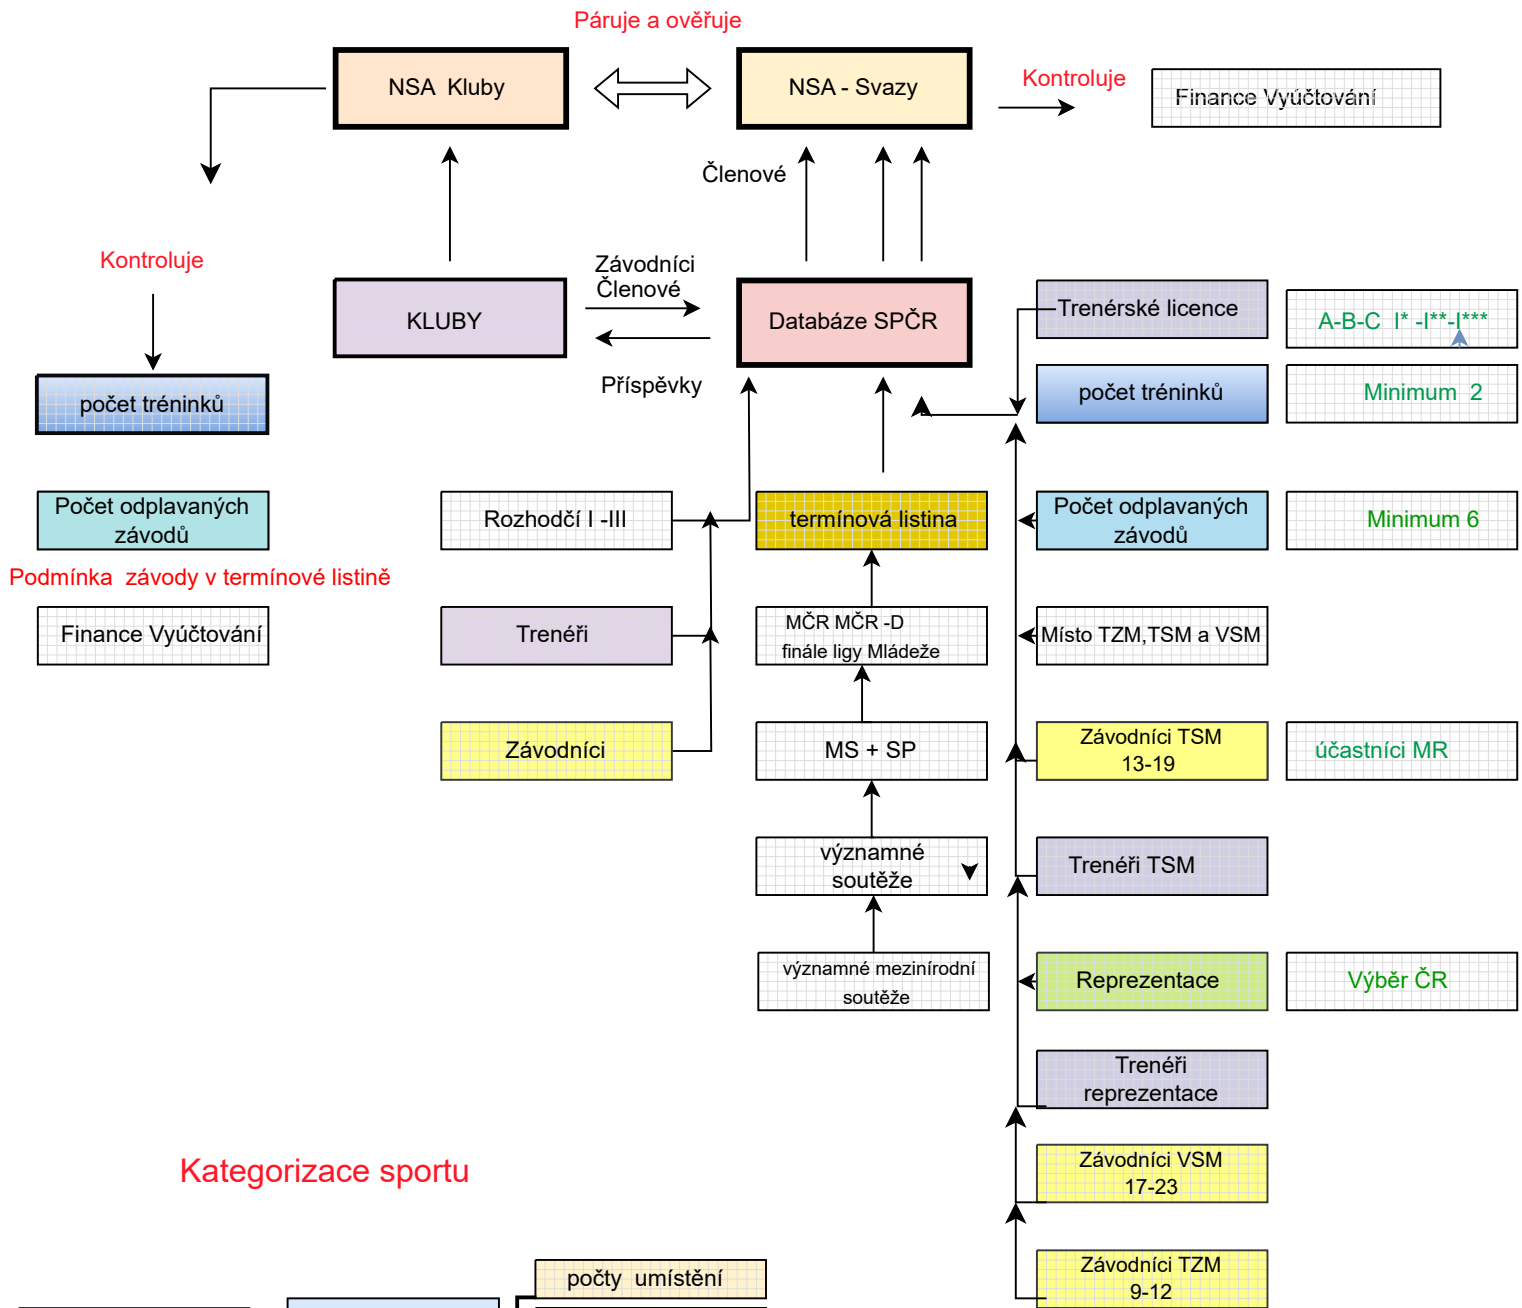 Páruje a ověřuje
NSA Kluby
NSA - Svazy
Kontroluje
Finance Vyúčtování
Členové
Kontroluje
Závodníci
Členové
KLUBY
Databáze SPČR
Trenérské licence
A-B-C I* -I**-I***
Příspěvky
počet tréninků
počet tréninků
Minimum 2
Počet odplavaných
závodů
Rozhodčí I -III
termínová listina
Počet odplavaných
závodů
Minimum 6
Podmínka závody v termínové listině
Finance Vyúčtování
Trenéři
MČR MČR -D
finále ligy Mládeže
Místo TZM,TSM a VSM
Závodníci
MS + SP
Závodníci TSM
13-19
účastníci MR
významné
soutěže
Trenéři TSM
významné mezinírodní
soutěže
Reprezentace
Výběr ČR
Trenéři
reprezentace
Kategorizace sportu
Závodníci VSM
17-23
počty umístění
Závodníci TZM
9-12